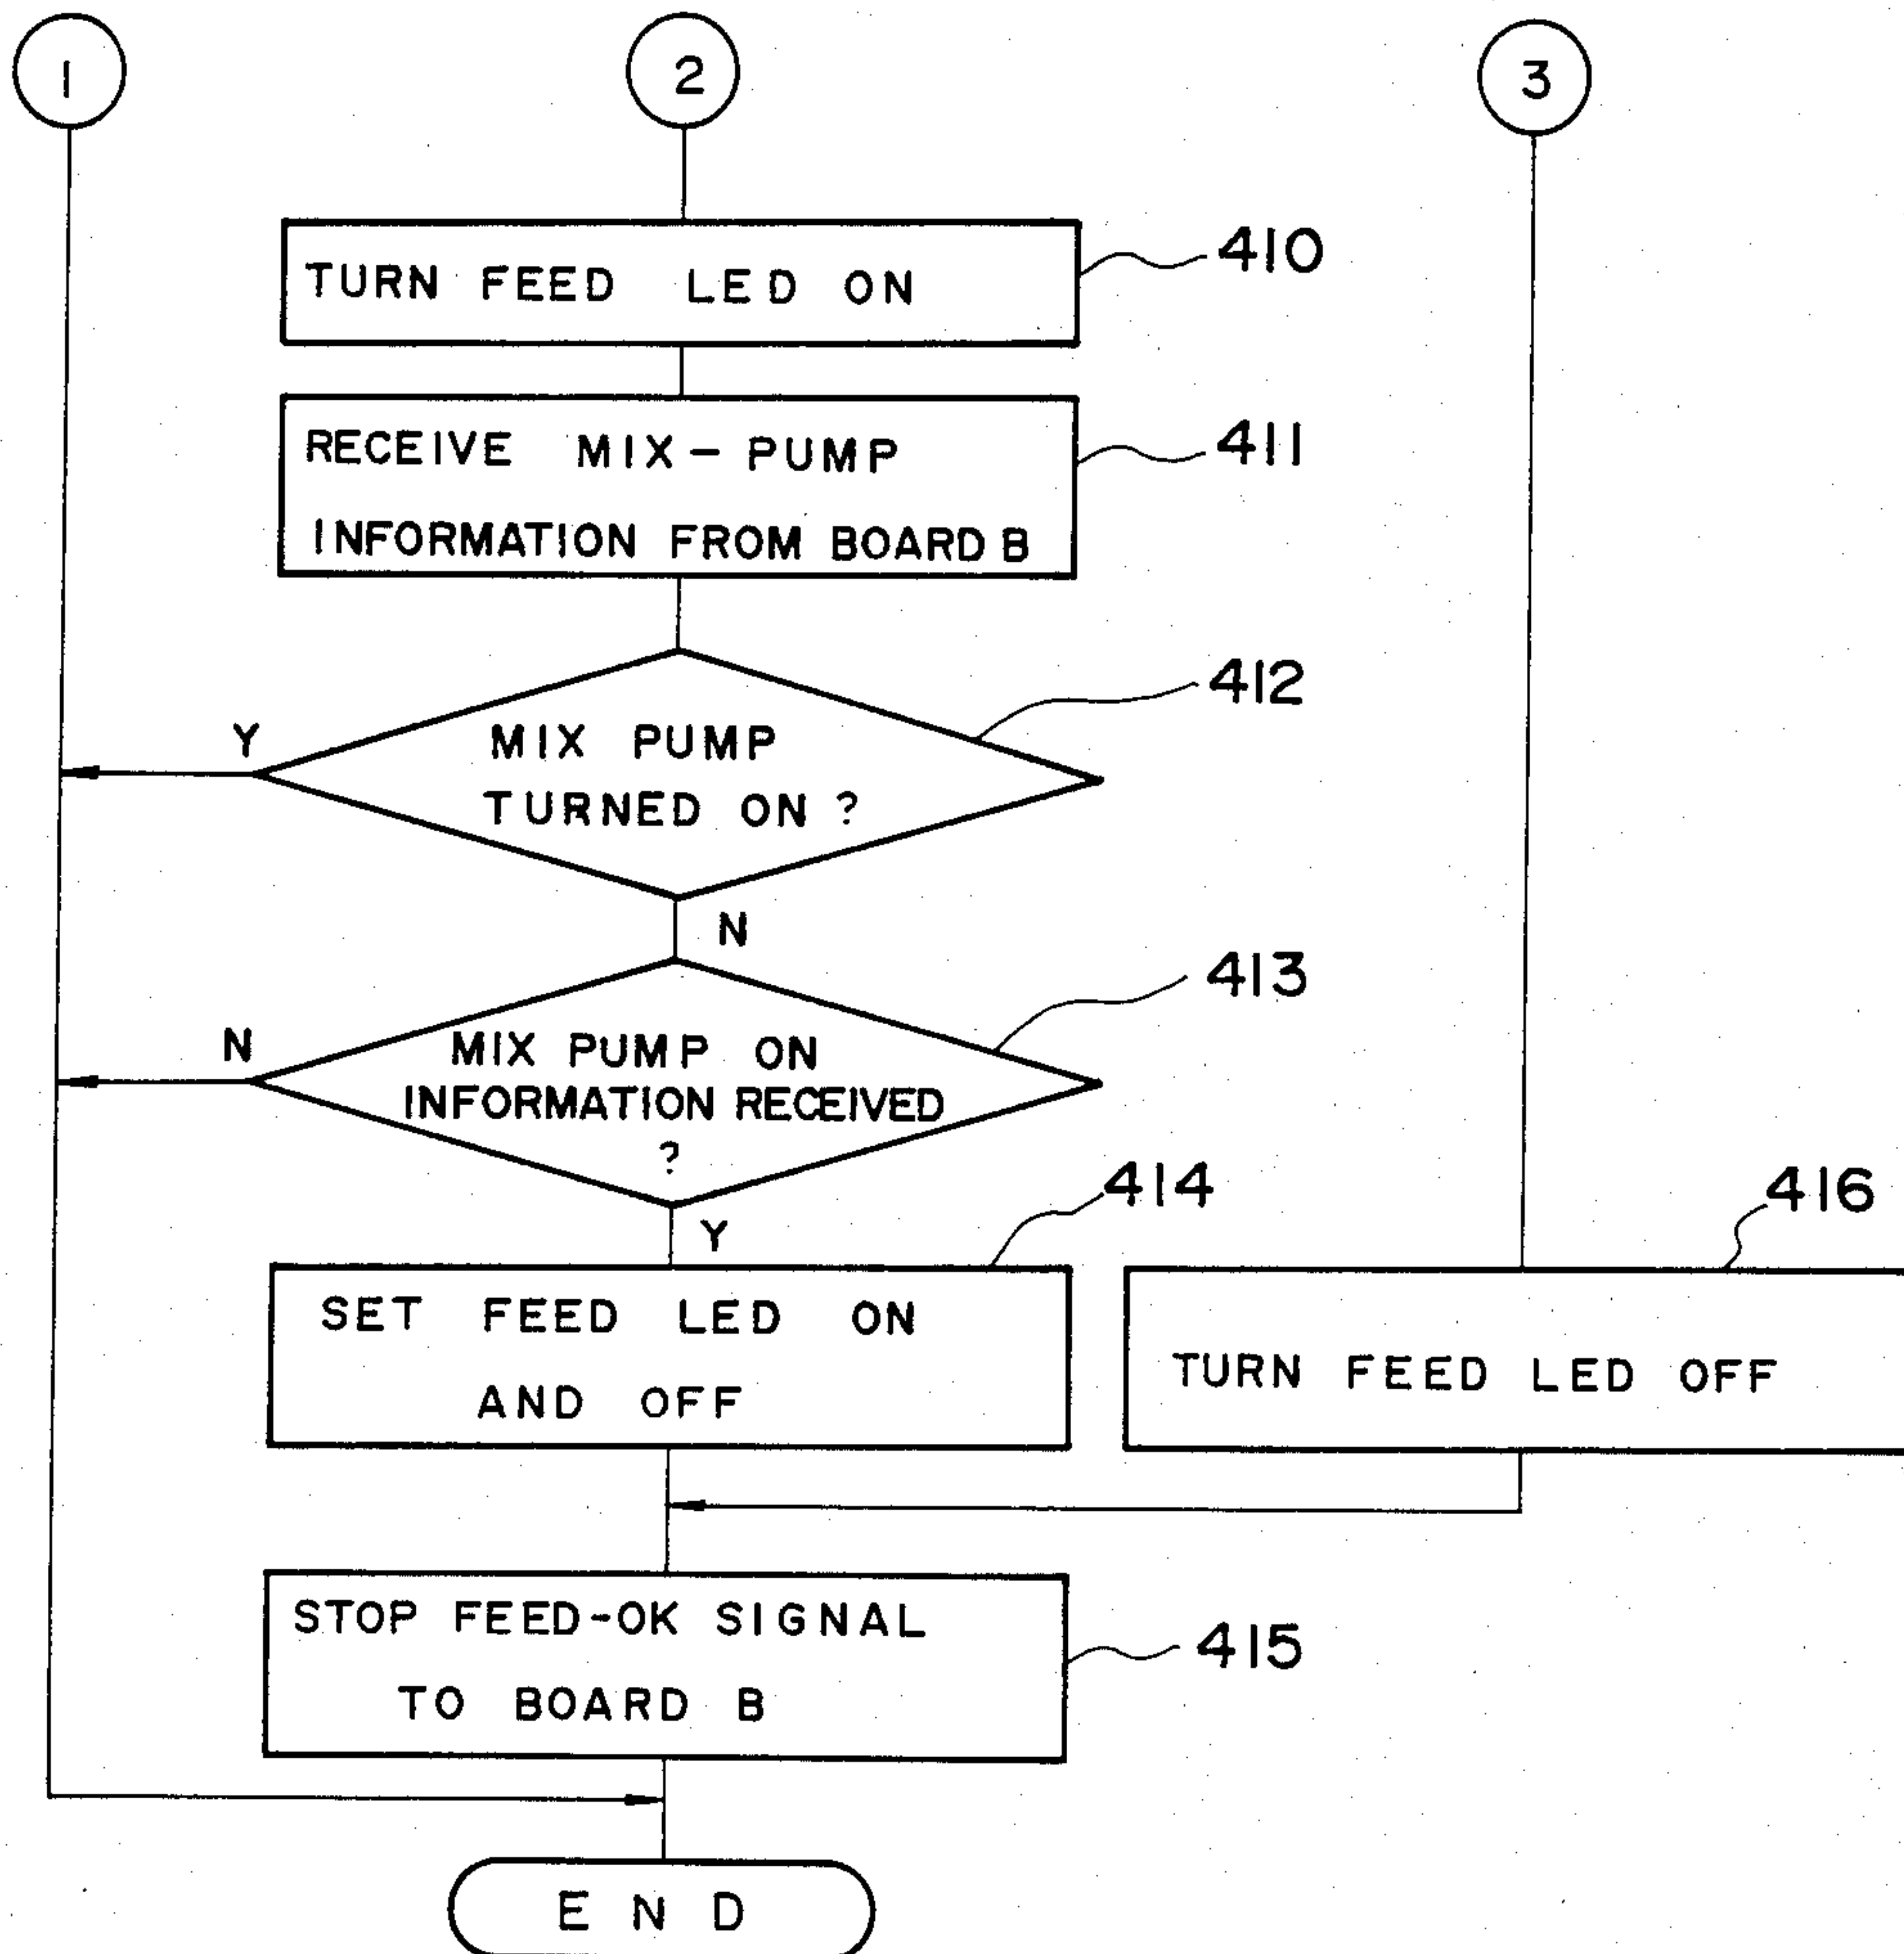 1
2
3
TURN FEED LED ON
410
RECEIVE MIX-PUMP
INFORMATION FROM BOARD B
411
412
Y
MIX PUMP
TURNED ON ?
N
413
N
MIX PUMP ON
INFORMATION RECEIVED
?
Y
414
416
SET FEED LED ON
AND OFF
TURN FEED LED OFF
STOP FEED-OK SIGNAL
TO BOARD B
415
END